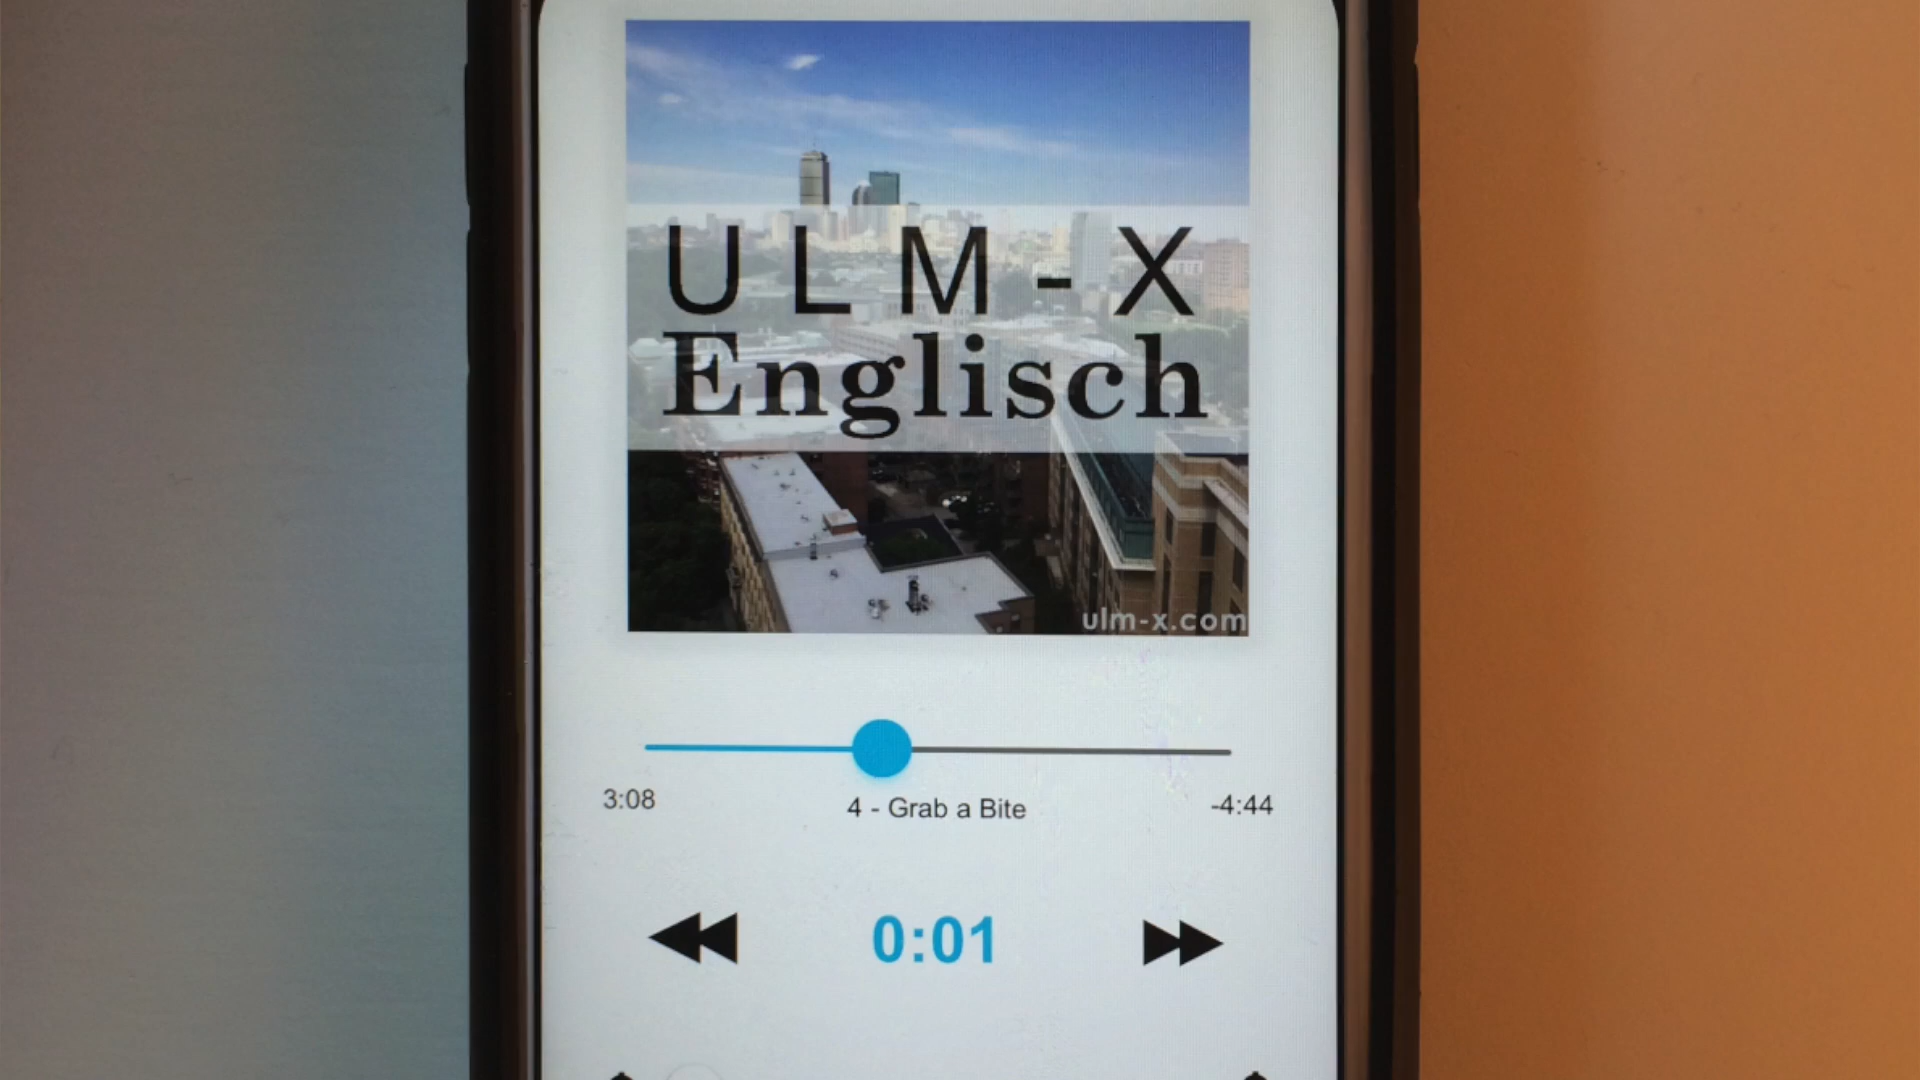 ULM-X
Englisch
ulm-x.com
3:08
4 - Grab a Bite
-4:44
0:01